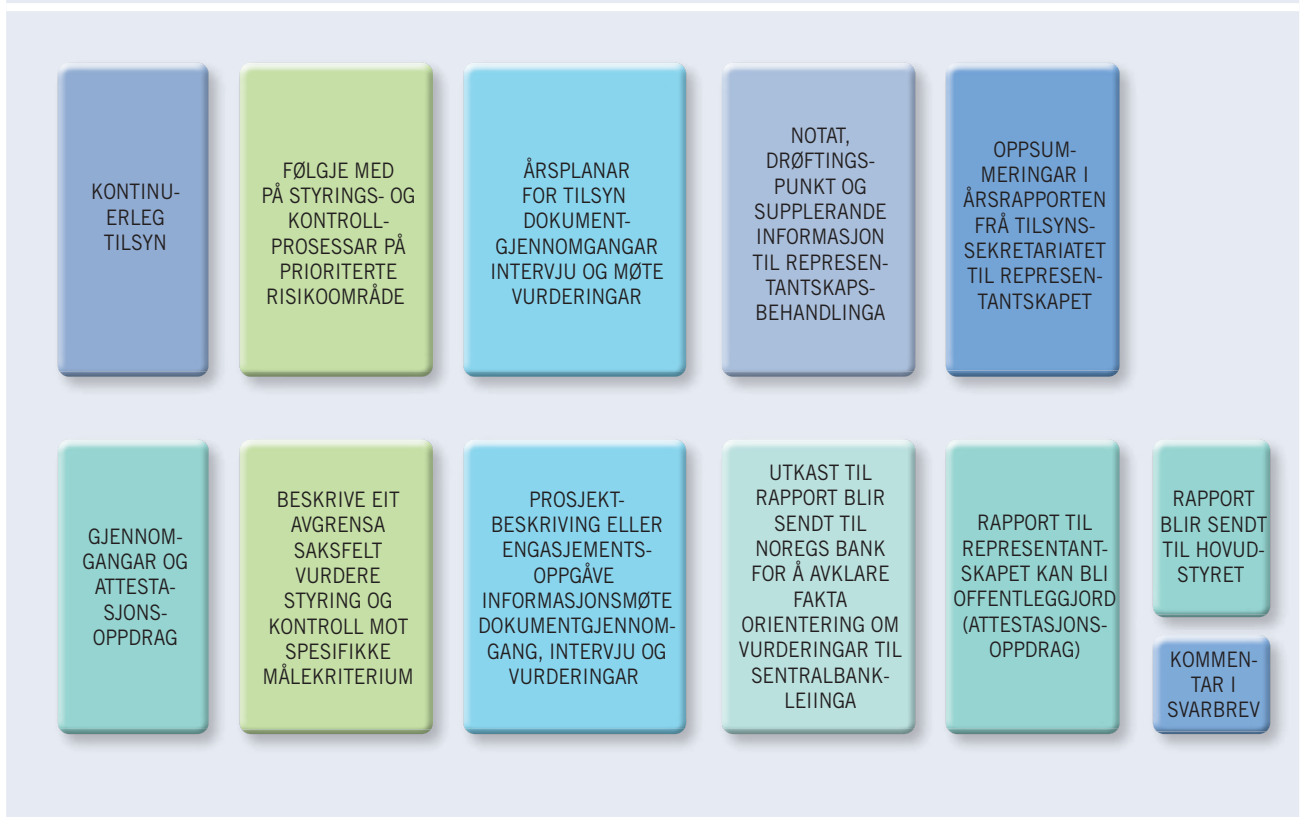 KONTINU-
ERLEG
TILSYN
FØLGJE MED
PÅ STYRINGS- OG
KONTROLL-
PROSESSAR PÅ
PRIORITERTE
RISIKOOMRÅDE
ÅRSPLANAR
FOR TILSYN
DOKUMENT-
GJENNOMGANGAR
INTERVJU OG MØTE
VURDERINGAR
NOTAT,
DRØFTINGS-
PUNKT OG
SUPPLERANDE
INFORMASJON
TIL REPRESEN-
TANTSKAPS-
BEHANDLINGA
OPPSUM-
MERINGAR I
ÅRSRAPPORTEN
FRÅ TILSYNS-
SEKRETARIATET
TIL REPRESEN-
TANTSKAPET
GJENNOM-
GANGAR OG
ATTESTA-
SJONS-
OPPDRAG
BESKRIVE EIT
AVGRENSA
SAKSFELT
VURDERE
STYRING OG
KONTROLL MOT
SPESIFIKKE
MÅLEKRITERIUM
PROSJEKT-
BESKRIVING ELLER
ENGASJEMENTS-
OPPGÅVE
INFORMASJONSMØTE
DOKUMENTGJENNOM-
GANG, INTERVJU OG
VURDERINGAR
UTKAST TIL
RAPPORT BLIR
SENDT TIL
NOREGS BANK
FOR Å AVKLARE
FAKTA
ORIENTERING OM
VURDERINGAR TIL
SENTRALBANK-
LEIINGA
RAPPORT TIL
REPRESENTANT-
SKAPET KAN BLI
OFFENTLEGGJORD
(ATTESTASJONS-
OPPDRAG)
RAPPORT
BLIR SENDT
TIL HOVUD-
STYRET
KOMMEN-
TAR I
SVARBREV